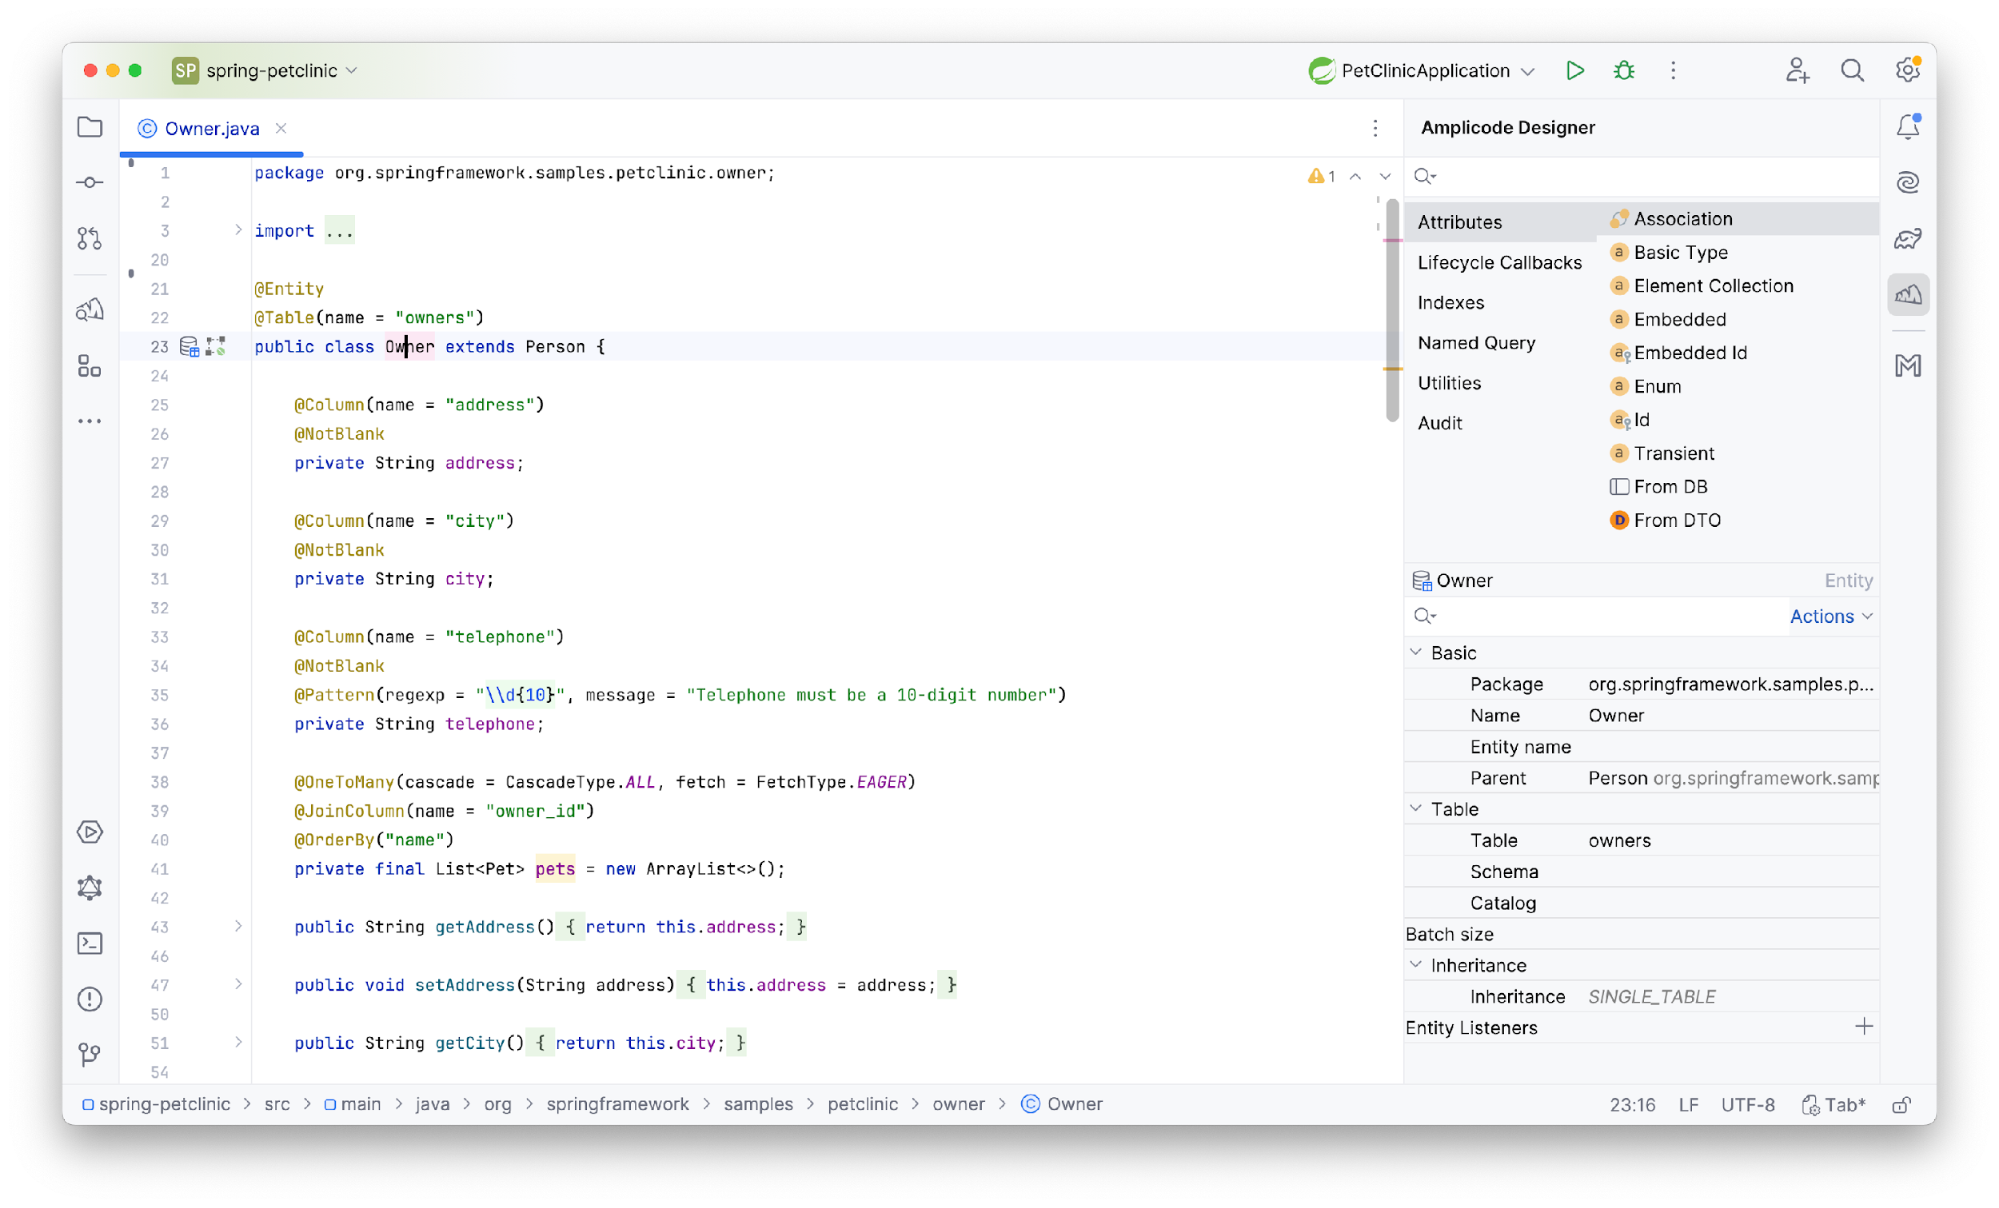 SP spring-petclinic
PetClinicApplication
Owner.java
1 package org.springframework.samples.petclinic.owner;
1
2
3 import ...
20
21 @Entity
22 @Table(name = "owners")
23 public class Owner extends Person {
24
25 @Column(name = "address")
26 @NotBlank
27 private String address;
28
29 @Column(name = "city")
30 @NotBlank
31 private String city;
32
33 @Column(name = "telephone")
34 @NotBlank
35 @Pattern(regexp = "\\d{10}", message = "Telephone must be a 10-digit number")
36 private String telephone;
37
38 @OneToMany(cascade = CascadeType.ALL, fetch = FetchType.EAGER)
39 @JoinColumn(name = "owner_id")
40 @OrderBy("name")
41 private final List<Pet> pets = new ArrayList<>();
42
43 public String getAddress() { return this.address; }
46
47 public void setAddress(String address) { this.address = address; }
50
51 public String getCity() { return this.city; }
54
Amplicode Designer
Attributes
Lifecycle Callbacks
Indexes
Named Query
Utilities
Audit
Association
a Basic Type
a Element Collection
a Embedded
a Embedded Id
a Enum
a Id
a Transient
From DB
D From DTO
Owner Entity
Actions
Basic
Package org.springframework.samples.p...
Name Owner
Entity name
Parent Person org.springframework.samp
Table
Table owners
Schema
Catalog
Batch size
Inheritance
Inheritance SINGLE_TABLE
Entity Listeners
spring-petclinic > src > main > java > org > springframework > samples > petclinic > owner > Owner
23:16 LF UTF-8 Tab*